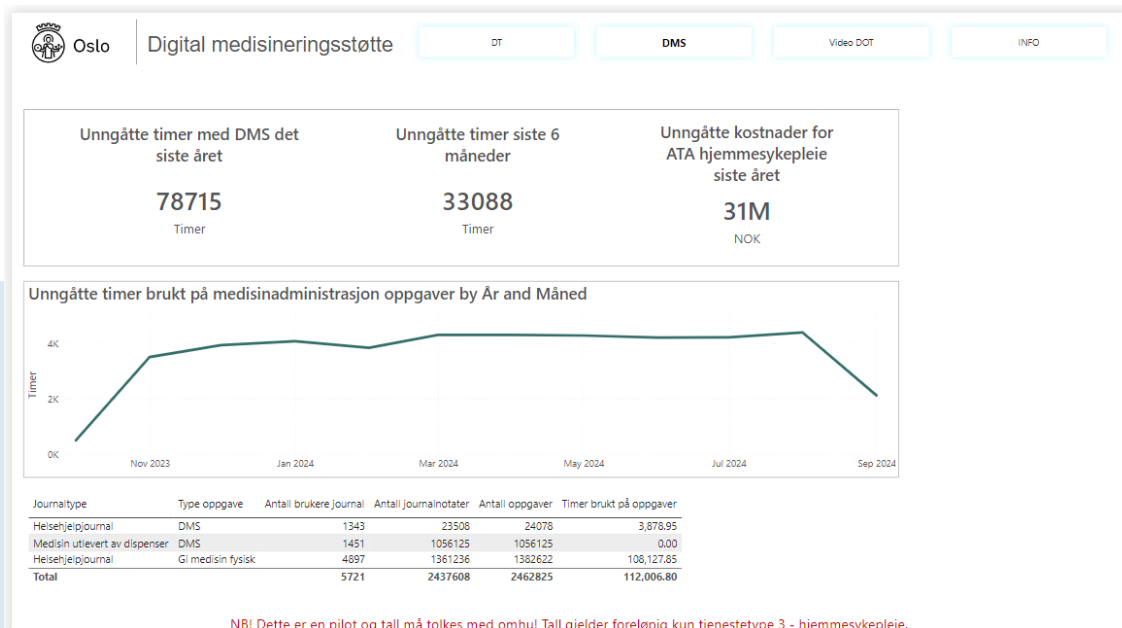 Oslo
Digital medisineringsstøtte
DT
DMS
Video DOT
INFO
Unngåtte timer med DMS det
siste året
78715
Timer
Unngåtte timer siste 6
måneder
33088
Timer
Unngåtte kostnader for
ATA hjemmesykepleie
siste året
31M
NOK
Unngåtte timer brukt på medisinadministrasjon oppgaver by År and Måned
Timer
4K
2K
0K
Nov 2023 Jan 2024 Mar 2024 May 2024 Jul 2024 Sep 2024
Journaltype Type oppgave Antall brukere journal Antall journalnotater Antall oppgaver Timer brukt på oppgaver
Helsehjelpjournal DMS 1343 23508 24078 3,878.95
Medisin utlevert av dispenser DMS 1451 1056125 1056125 0.00
Helsehjelpjournal Gi medisin fysisk 4897 1361236 1382622 108,127.85
Total 5721 2437608 2462825 112,006.80
NB! Dette er en pilot og tall må tolkes med omhu! Tall gjelder foreløpig kun tjenestetype 3 - hjemmesykepleie.